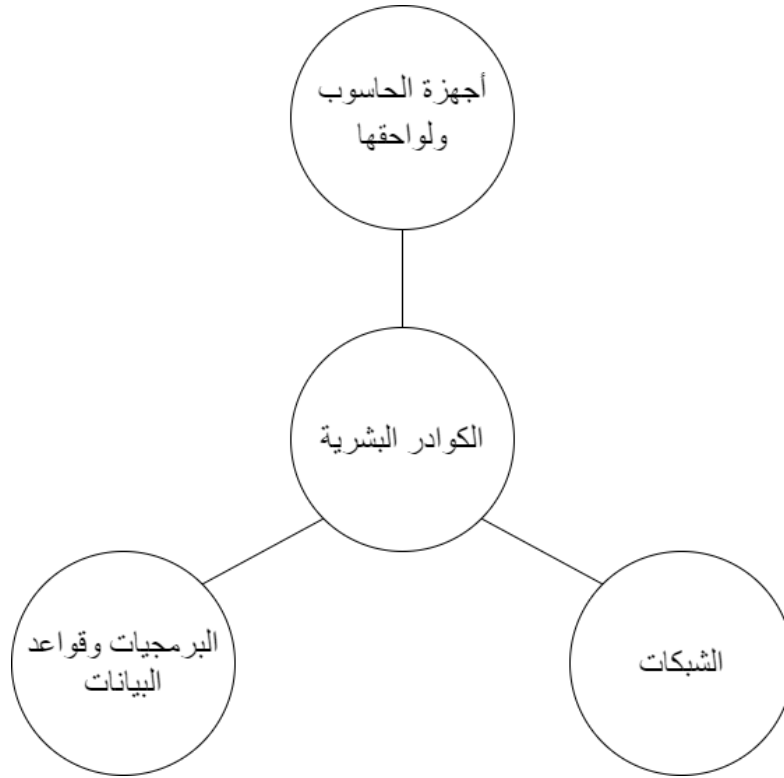 أجهزة الحاسوب
ولواحقها
الكوادر البشرية
الشبكات
البرمجيات وقواعد
البيانات